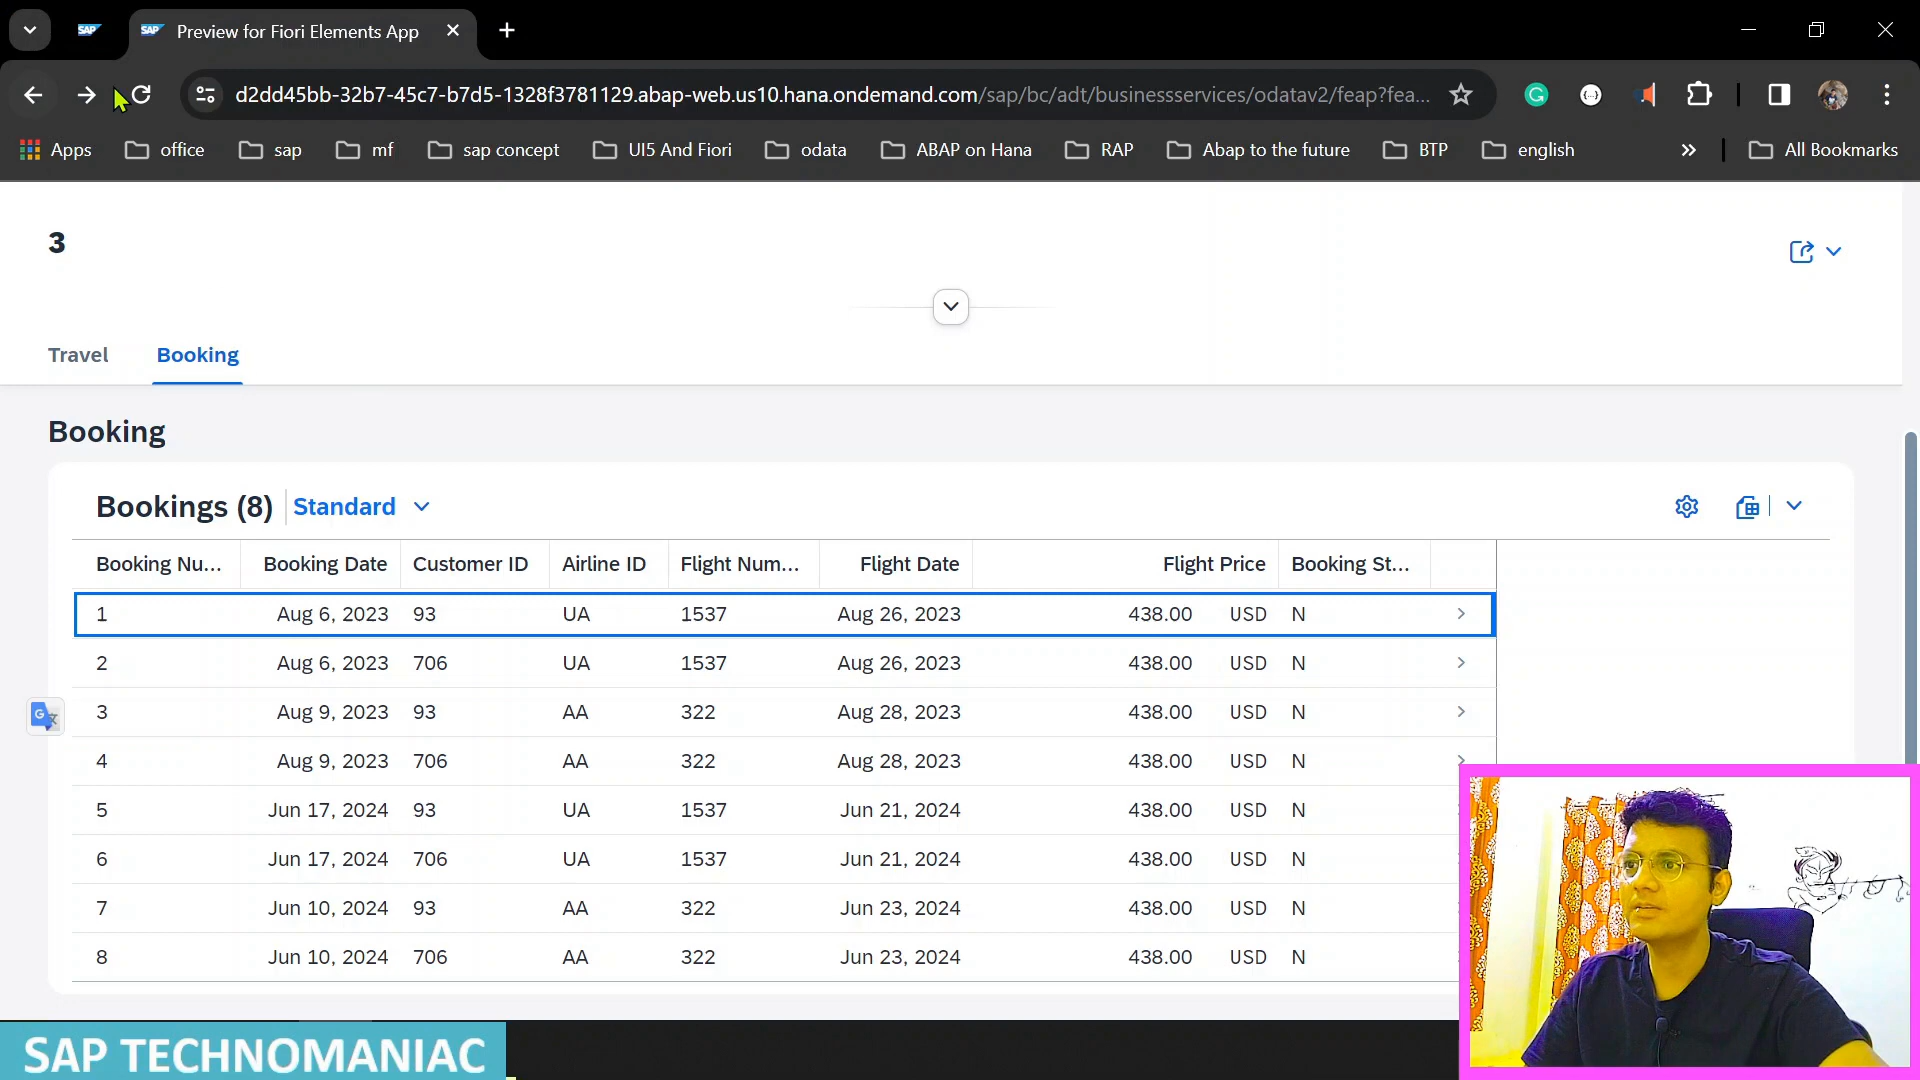 SAP
SAP Preview for Fiori Elements App
d2dd45bb-32b7-45c7-b7d5-1328f3781129.abap-web.us10.hana.ondemand.com/sap/bc/adt/businessservices/odatav2/feap?fea...
Apps office sap mf sap concept UI5 And Fiori odata ABAP on Hana RAP Abap to the future BTP english » All Bookmarks
3
Travel Booking
Booking
Bookings (8) Standard
Booking Nu... Booking Date Customer ID Airline ID Flight Num... Flight Date Flight Price Booking St...
1 Aug 6, 2023 93 UA 1537 Aug 26, 2023 438.00 USD N
2 Aug 6, 2023 706 UA 1537 Aug 26, 2023 438.00 USD N
3 Aug 9, 2023 93 AA 322 Aug 28, 2023 438.00 USD N
4 Aug 9, 2023 706 AA 322 Aug 28, 2023 438.00 USD N
5 Jun 17, 2024 93 UA 1537 Jun 21, 2024 438.00 USD N
6 Jun 17, 2024 706 UA 1537 Jun 21, 2024 438.00 USD N
7 Jun 10, 2024 93 AA 322 Jun 23, 2024 438.00 USD N
8 Jun 10, 2024 706 AA 322 Jun 23, 2024 438.00 USD N
SAP TECHNOMANIAC